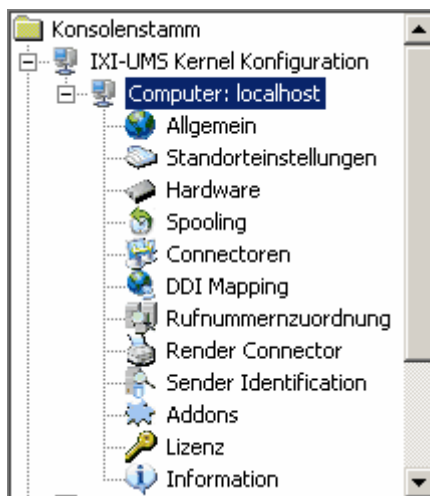 Konsolenstamm
IXI-UMS Kernel Konfiguration
Computer: localhost
Allgemein
Standorteinstellungen
Hardware
Spooling
Connectoren
DDI Mapping
Rufnummernzuordnung
Render Connector
Sender Identification
Addons
Lizenz
Information